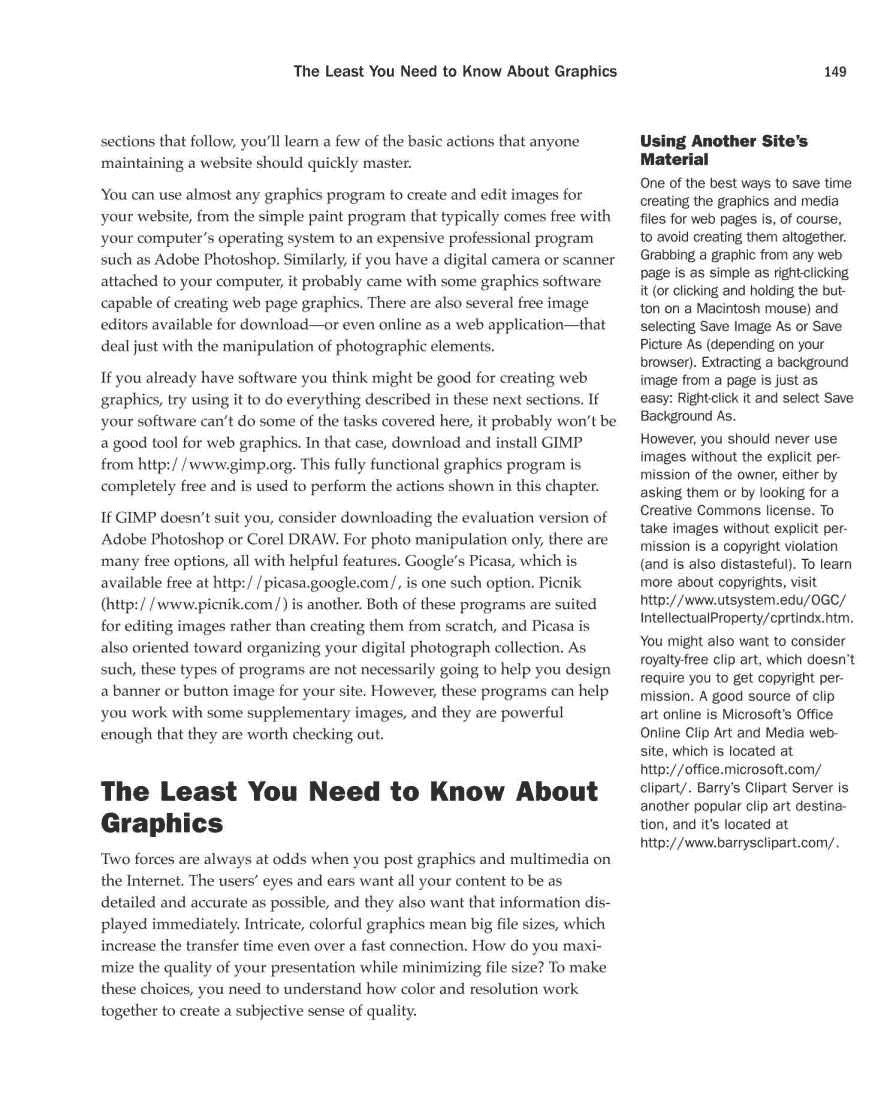 The Least You Need to Know About Graphics 149
sections that follow, you’ll learn a few of the basic actions that anyone
maintaining a website should quickly master.
You can use almost any graphics program to create and edit images for
your website, from the simple paint program that typically comes free with
your computer’s operating system to an expensive professional program
such as Adobe Photoshop. Similarly, if you have a digital camera or scanner
attached to your computer, it probably came with some graphics software
capable of creating web page graphics. There are also several free image
editors available for download—or even online as a web application—that
deal just with the manipulation of photographic elements.
If you already have software you think might be good for creating web
graphics, try using it to do everything described in these next sections. If
your software can’t do some of the tasks covered here, it probably won’t be
a good tool for web graphics. In that case, download and install GIMP
from http://www.gimp.org. This fully functional graphics program is
completely free and is used to perform the actions shown in this chapter.
If GIMP doesn’t suit you, consider downloading the evaluation version of
Adobe Photoshop or Corel DRAW. For photo manipulation only, there are
many free options, all with helpful features. Google’s Picasa, which is
available free at http://picasa.google.com/, is one such option. Picnik
(http://www.picnik.com/) is another. Both of these programs are suited
for editing images rather than creating them from scratch, and Picasa is
also oriented toward organizing your digital photograph collection. As
such, these types of programs are not necessarily going to help you design
a banner or button image for your site. However, these programs can help
you work with some supplementary images, and they are powerful
enough that they are worth checking out.
The Least You Need to Know About
Graphics
Two forces are always at odds when you post graphics and multimedia on
the Internet. The users’ eyes and ears want all your content to be as
detailed and accurate as possible, and they also want that information dis-
played immediately. Intricate, colorful graphics mean big file sizes, which
increase the transfer time even over a fast connection. How do you maxi-
mize the quality of your presentation while minimizing file size? To make
these choices, you need to understand how color and resolution work
together to create a subjective sense of quality.
Using Another Site’s
Material
One of the best ways to save time
creating the graphics and media
files for web pages is, of course,
to avoid creating them altogether.
Grabbing a graphic from any web
page is as simple as right-clicking
it (or clicking and holding the but-
ton on a Macintosh mouse) and
selecting Save Image As or Save
Picture As (depending on your
browser). Extracting a background
image from a page is just as
easy: Right-click it and select Save
Background As.
However, you should never use
images without the explicit per-
mission of the owner, either by
asking them or by looking for a
Creative Commons license. To
take images without explicit per-
mission is a copyright violation
(and is also distasteful). To learn
more about copyrights, visit
http://www.utsystem.edu/OGC/
IntellectualProperty/cprtindx.htm.
You might also want to consider
royalty-free clip art, which doesn’t
require you to get copyright per-
mission. A good source of clip
art online is Microsoft’s Office
Online Clip Art and Media web-
site, which is located at
http://office.microsoft.com/
clipart/. Barry’s Clipart Server is
another popular clip art destina-
tion, and it’s located at
http://www.barrysclipart.com/.